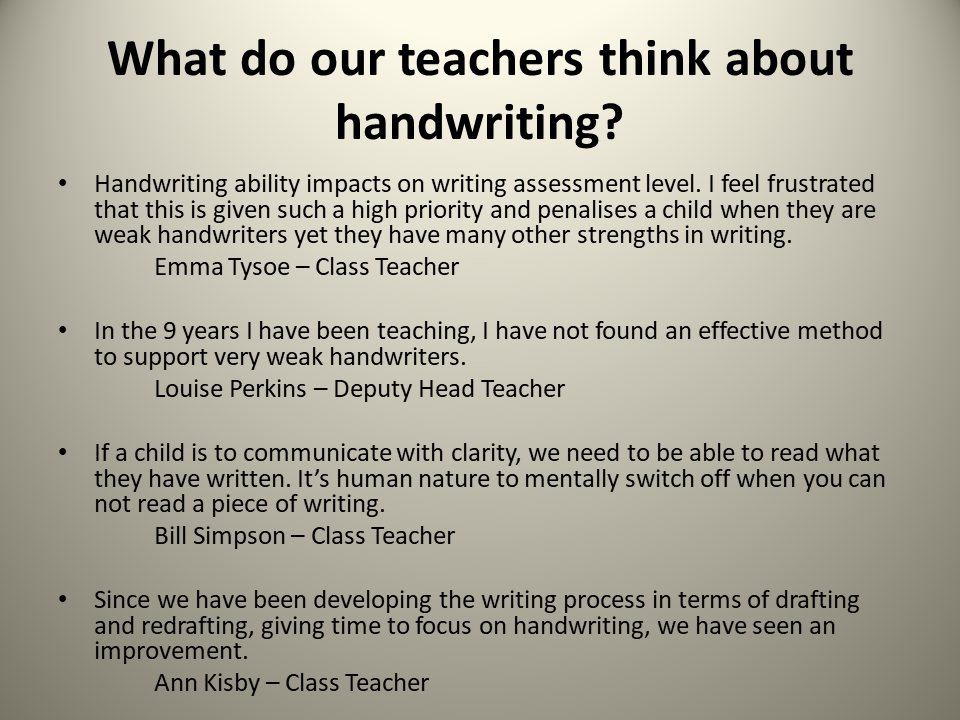 What do our teachers think about
handwriting?
• Handwriting ability impacts on writing assessment level. I feel frustrated
that this is given such a high priority and penalises a child when they are
weak handwriters yet they have many other strengths in writing.
Emma Tysoe – Class Teacher
• In the 9 years I have been teaching, I have not found an effective method
to support very weak handwriters.
Louise Perkins – Deputy Head Teacher
• If a child is to communicate with clarity, we need to be able to read what
they have written. It’s human nature to mentally switch off when you can
not read a piece of writing.
Bill Simpson – Class Teacher
• Since we have been developing the writing process in terms of drafting
and redrafting, giving time to focus on handwriting, we have seen an
improvement.
Ann Kisby – Class Teacher